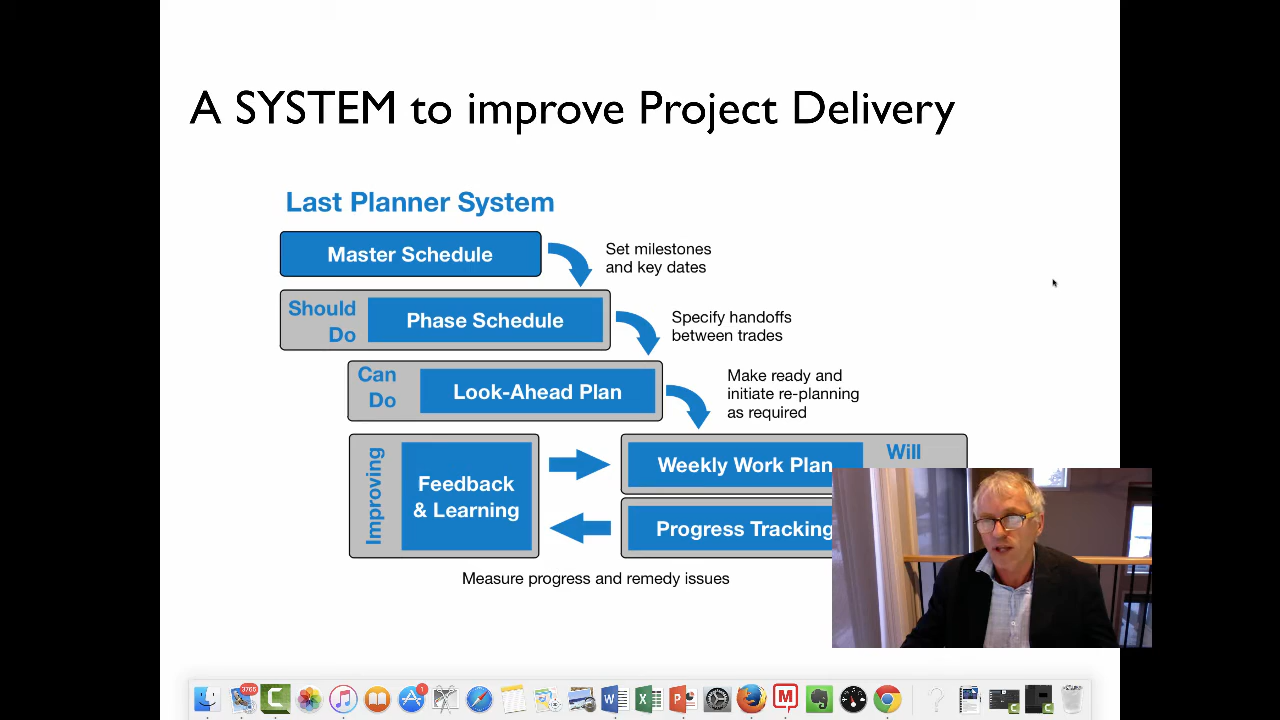 A SYSTEM to improve Project Delivery
Last Planner System
Master Schedule
Set milestones
and key dates
Should
Do
Phase Schedule
Specify handoffs
between trades
Can
Do
Look-Ahead Plan
Make ready and
initiate re-planning
as required
Improving
Feedback
& Learning
Weekly Work Plan
Will
Progress Tracking
Measure progress and remedy issues
3766
1